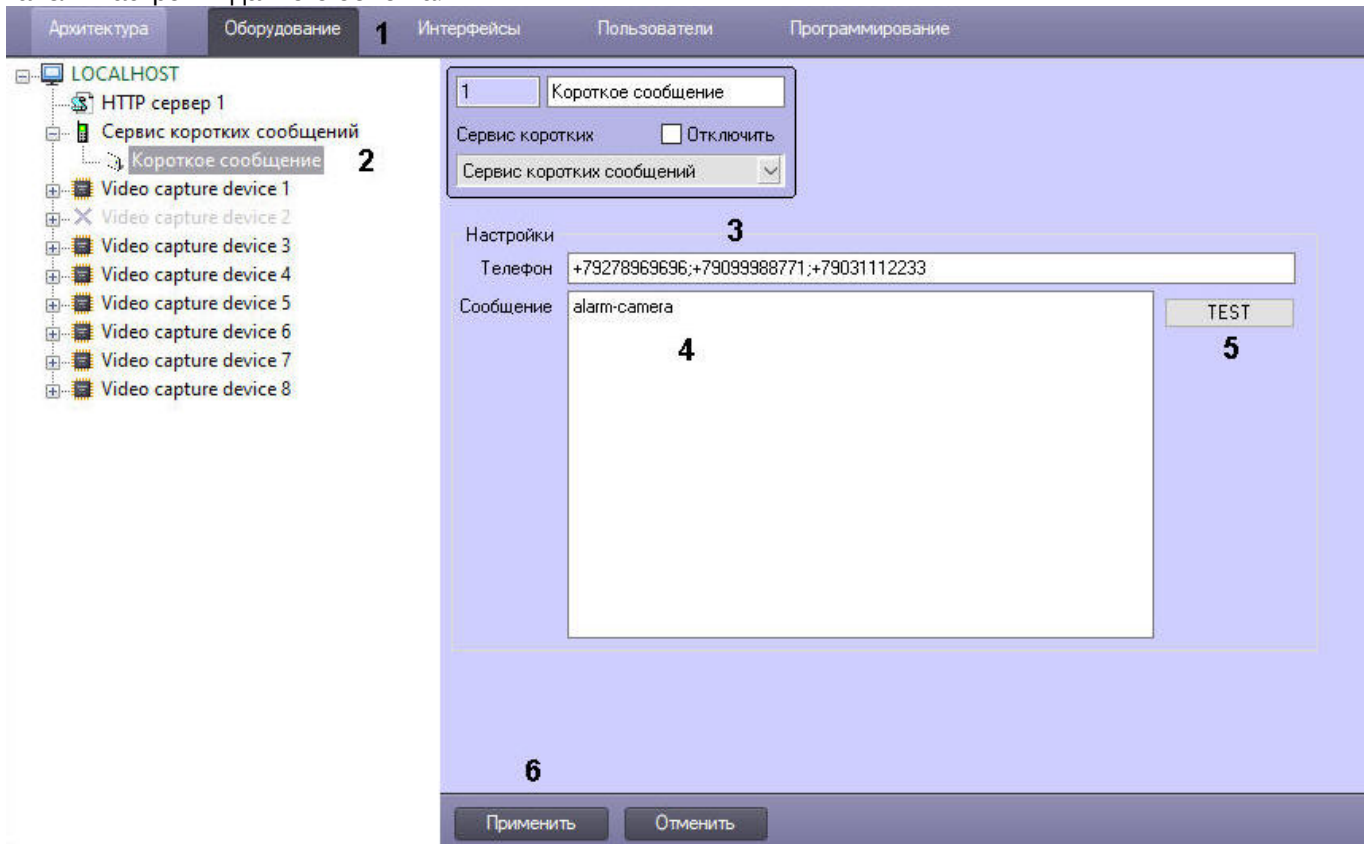 Архитектура Оборудование 1 Интерфейсы Пользователи Программирование
LOCALHOST
HTTP сервер 1
Сервис коротких сообщений
Короткое сообщение 2
Video capture device 1
Video capture device 2
Video capture device 3
Video capture device 4
Video capture device 5
Video capture device 6
Video capture device 7
Video capture device 8
1 Короткое сообщение
Сервис коротких Отключить
Сервис коротких сообщений
Настройки 3
Телефон +79278969696;+79099988771;+79031112233
Сообщение alarm-camera TEST
4 5
6
Применить Отменить